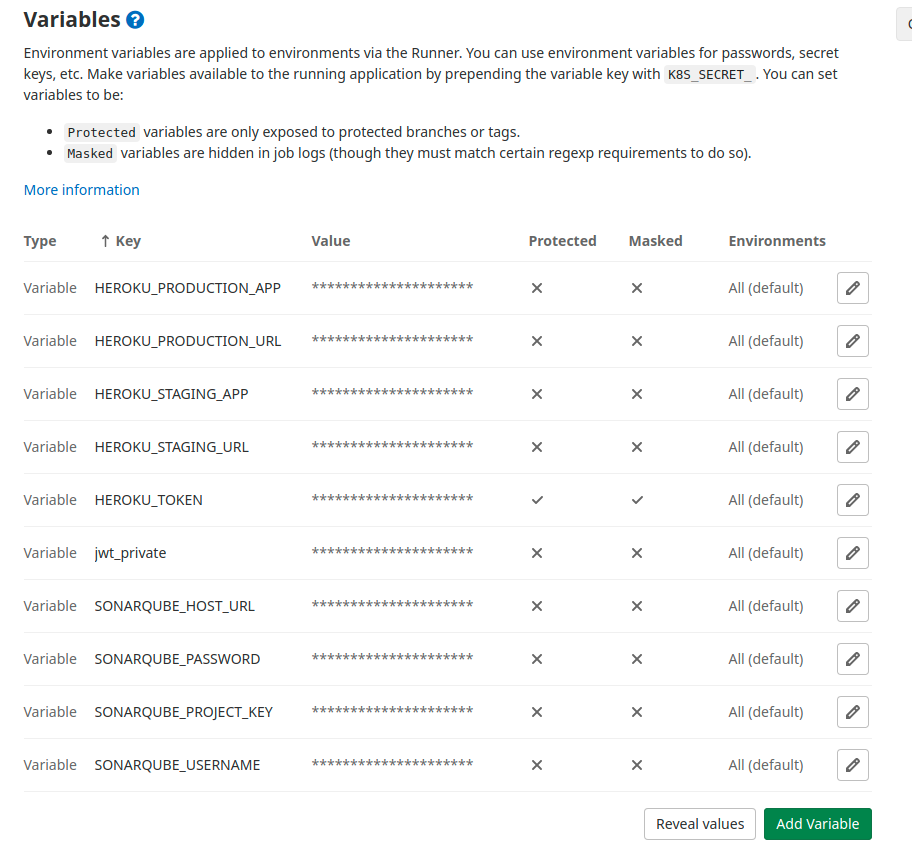 Variables ?
Environment variables are applied to environments via the Runner. You can use environment variables for passwords, secret
keys, etc. Make variables available to the running application by prepending the variable key with K8S_SECRET_ . You can set
variables to be:
• Protected variables are only exposed to protected branches or tags.
• Masked variables are hidden in job logs (though they must match certain regexp requirements to do so).
More information
Type ↑ Key Value Protected Masked Environments
Variable HEROKU_PRODUCTION_APP ********************* ✕ ✕ All (default)
Variable HEROKU_PRODUCTION_URL ********************* ✕ ✕ All (default)
Variable HEROKU_STAGING_APP ********************* ✕ ✕ All (default)
Variable HEROKU_STAGING_URL ********************* ✕ ✕ All (default)
Variable HEROKU_TOKEN ********************* ✓ ✓ All (default)
Variable jwt_private ********************* ✕ ✕ All (default)
Variable SONARQUBE_HOST_URL ********************* ✕ ✕ All (default)
Variable SONARQUBE_PASSWORD ********************* ✕ ✕ All (default)
Variable SONARQUBE_PROJECT_KEY ********************* ✕ ✕ All (default)
Variable SONARQUBE_USERNAME ********************* ✕ ✕ All (default)
Reveal values Add Variable